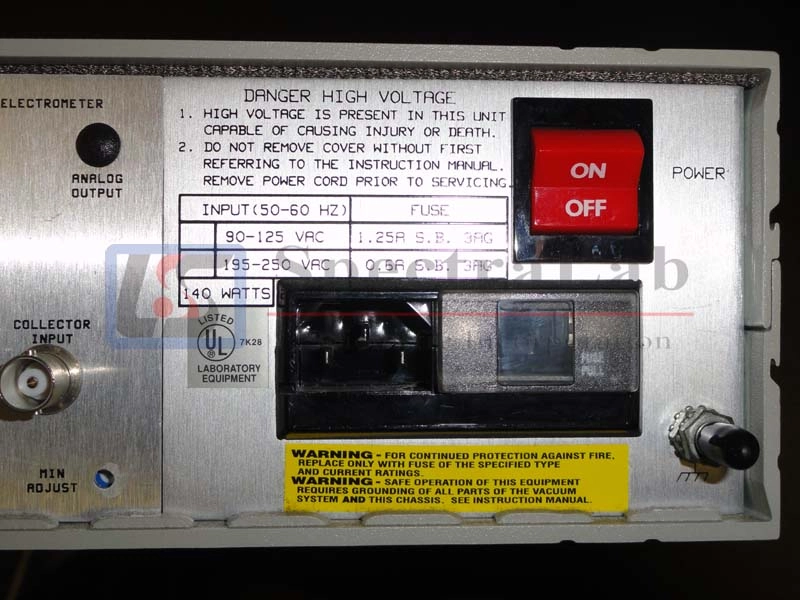 ELECTROMETER
ANALOG
OUTPUT
COLLECTOR
INPUT
MIN
ADJUST
DANGER HIGH VOLTAGE
1. HIGH VOLTAGE IS PRESENT IN THIS UNIT
CAPABLE OF CAUSING INJURY OR DEATH.
2. DO NOT REMOVE COVER WITHOUT FIRST
REFERRING TO THE INSTRUCTION MANUAL.
REMOVE POWER CORD PRIOR TO SERVICING.
INPUT(50-60 HZ) FUSE
90-125 VAC 1.25A S.B. 3AG
195-250 VAC 0.6A S.B. 3AG
140 WATTS
LISTED
UL
®
7K28
LABORATORY
EQUIPMENT
ON
OFF
POWER
FUSE
PULL
SpectraLab
WARNING - FOR CONTINUED PROTECTION AGAINST FIRE,
REPLACE ONLY WITH FUSE OF THE SPECIFIED TYPE
AND CURRENT RATINGS.
WARNING - SAFE OPERATION OF THIS EQUIPMENT
REQUIRES GROUNDING OF ALL PARTS OF THE VACUUM
SYSTEM AND THIS CHASSIS. SEE INSTRUCTION MANUAL.